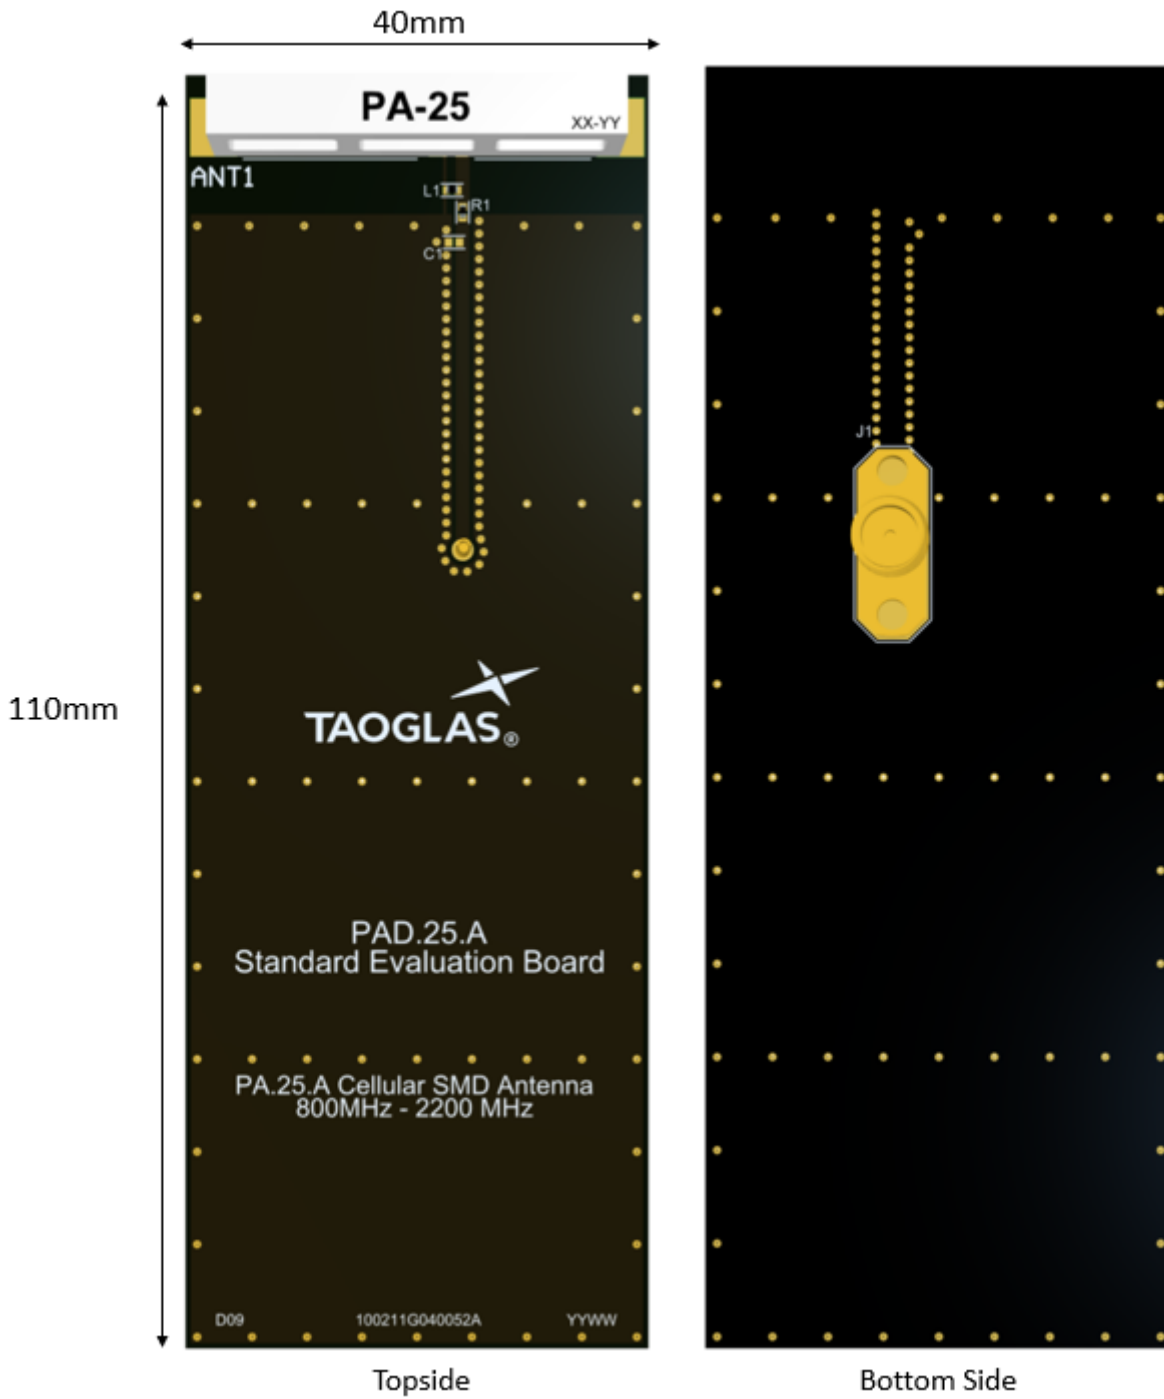 40mm
PA-25
XX-YY
ANT1
L1
R1
C1
J1
110mm
TAOGLAS®
PAD.25.A
Standard Evaluation Board
PA.25.A Cellular SMD Antenna
800MHz - 2200 MHz
D09 100211G040052A YYWW
Topside Bottom Side